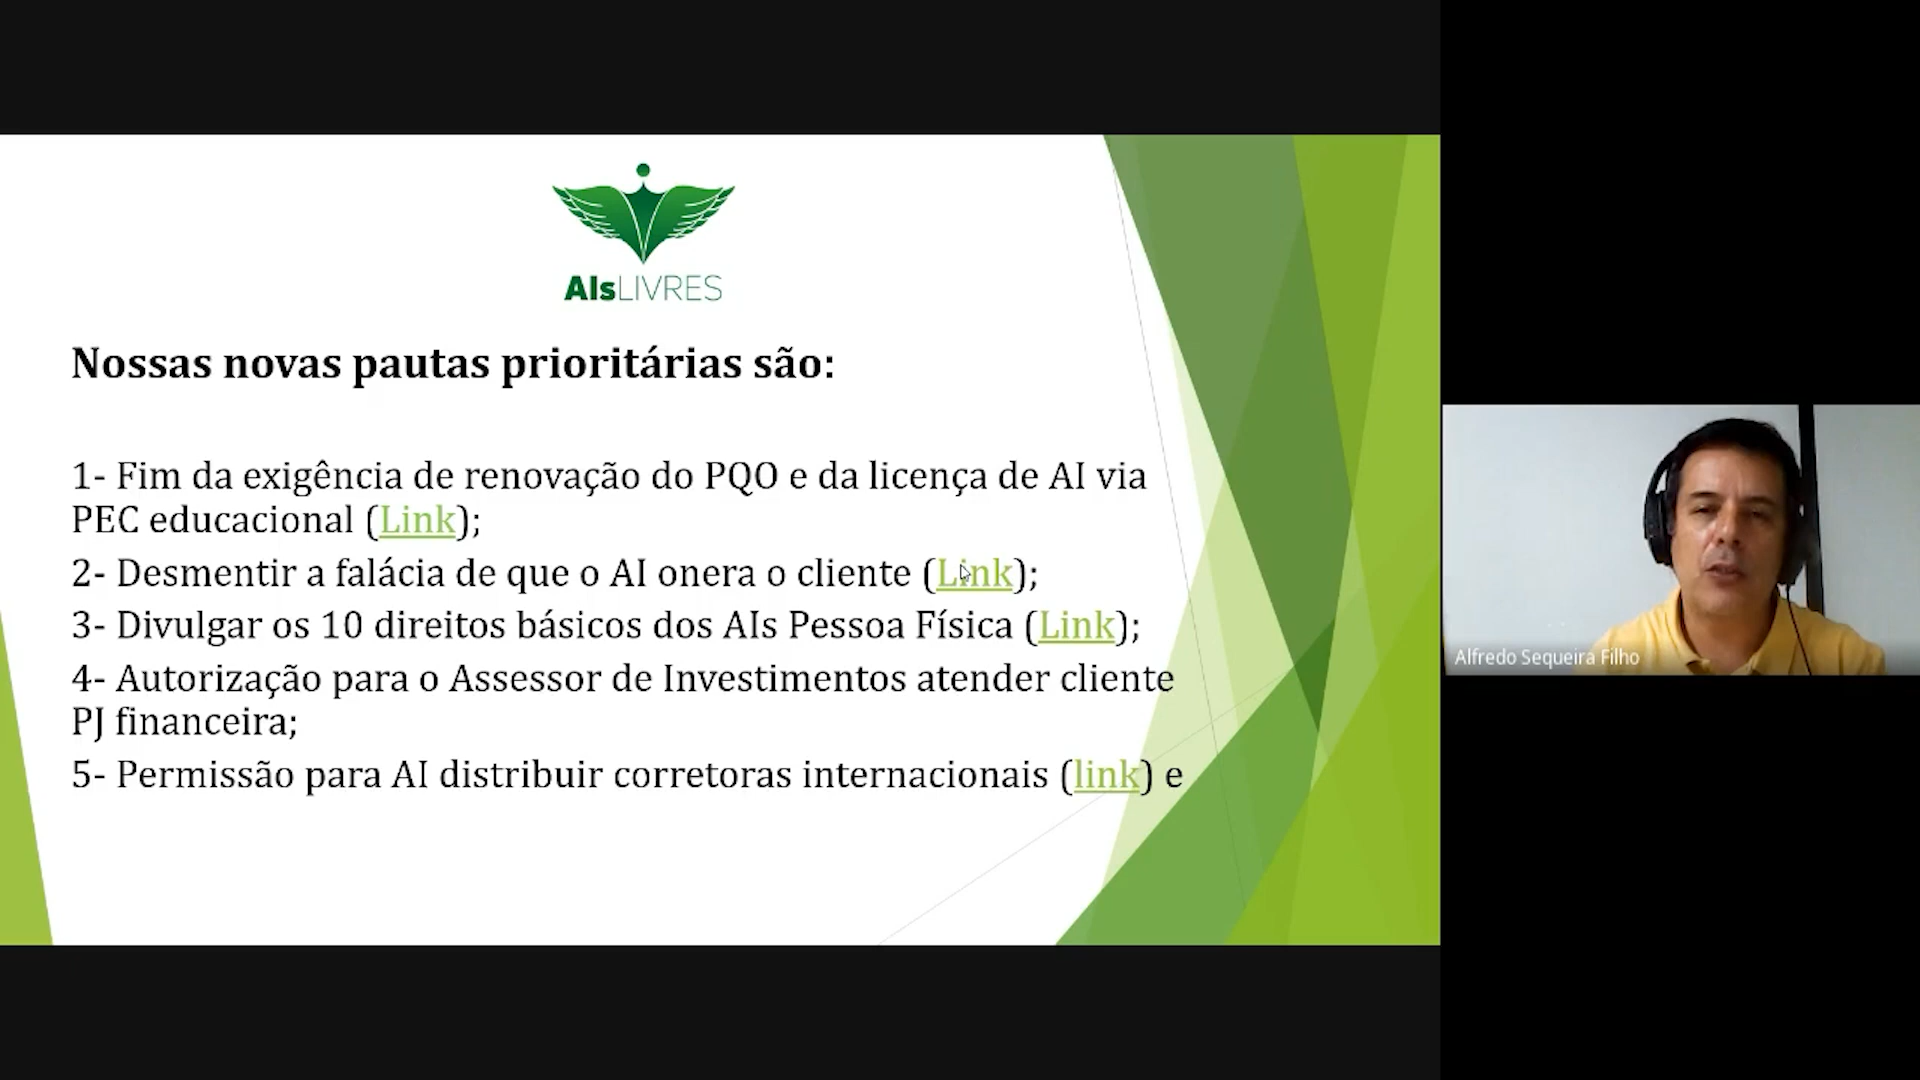 AIsLIVRES
Nossas novas pautas prioritárias são:
1- Fim da exigência de renovação do PQO e da licença de AI via
PEC educacional (Link);
2- Desmentir a falácia de que o AI onera o cliente (Link);
3- Divulgar os 10 direitos básicos dos AIs Pessoa Física (Link);
4- Autorização para o Assessor de Investimentos atender cliente
PJ financeira;
5- Permissão para AI distribuir corretoras internacionais (link) e
Alfredo Sequeira Filho